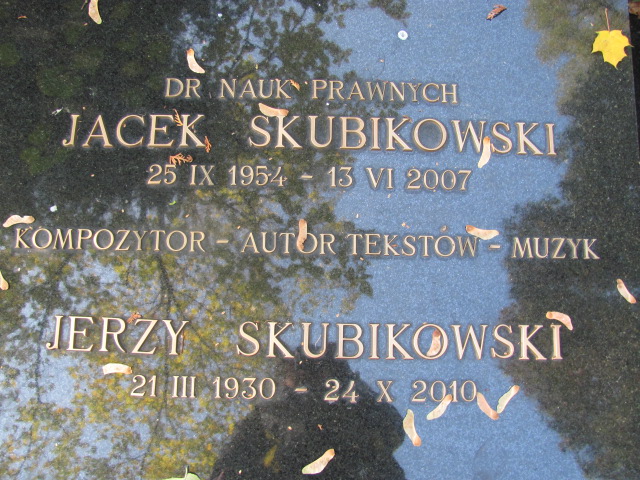 DR NAUK PRAWNYCH
JACEK SKUBIKOWSKI
25 IX 1954 - 13 VI 2007
KOMPOZYTOR - AUTOR TEKSTÓW - MUZYK
JERZY SKUBIKOWSKI
21 III 1930 - 24 X 2010